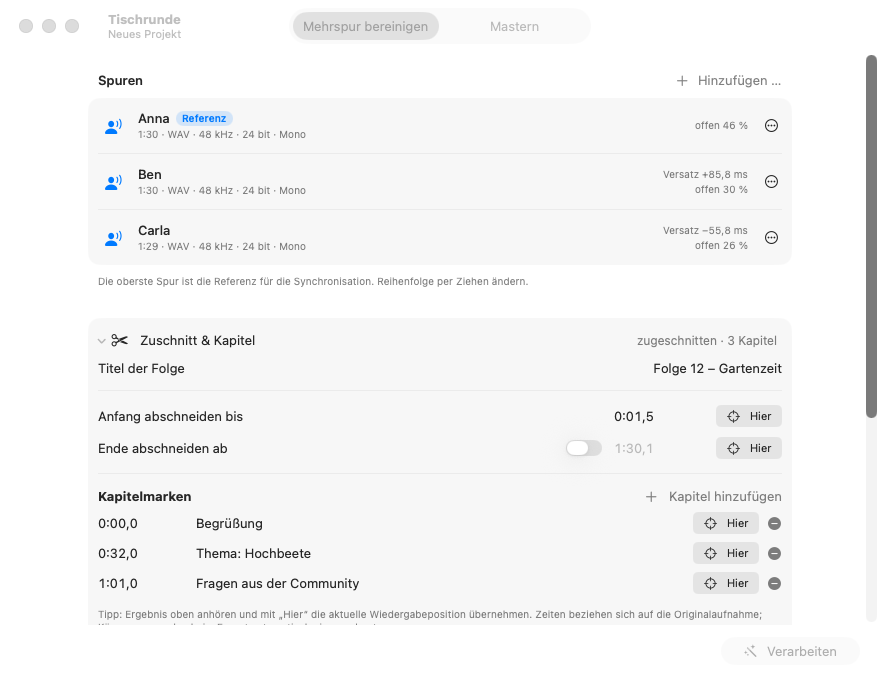 Tischrunde
Neues Projekt
Mehrspur bereinigen
Mastern
Spuren
Hinzufügen ...
Anna Referenz
1:30 · WAV · 48 kHz · 24 bit · Mono
offen 46 %
Ben
1:30 · WAV · 48 kHz · 24 bit · Mono
Versatz +85,8 ms
offen 30 %
Carla
1:29 · WAV · 48 kHz · 24 bit · Mono
Versatz −55,8 ms
offen 26 %
Die oberste Spur ist die Referenz für die Synchronisation. Reihenfolge per Ziehen ändern.
Zuschnitt & Kapitel
zugeschnitten · 3 Kapitel
Titel der Folge
Folge 12 – Gartenzeit
Anfang abschneiden bis 0:01,5 Hier
Ende abschneiden ab 1:30,1 Hier
Kapitelmarken
Kapitel hinzufügen
0:00,0 Begrüßung Hier
0:32,0 Thema: Hochbeete Hier
1:01,0 Fragen aus der Community Hier
Tipp: Ergebnis oben anhören und mit „Hier“ die aktuelle Wiedergabeposition übernehmen. Zeiten beziehen sich auf die Originalaufnahme;
Verarbeiten